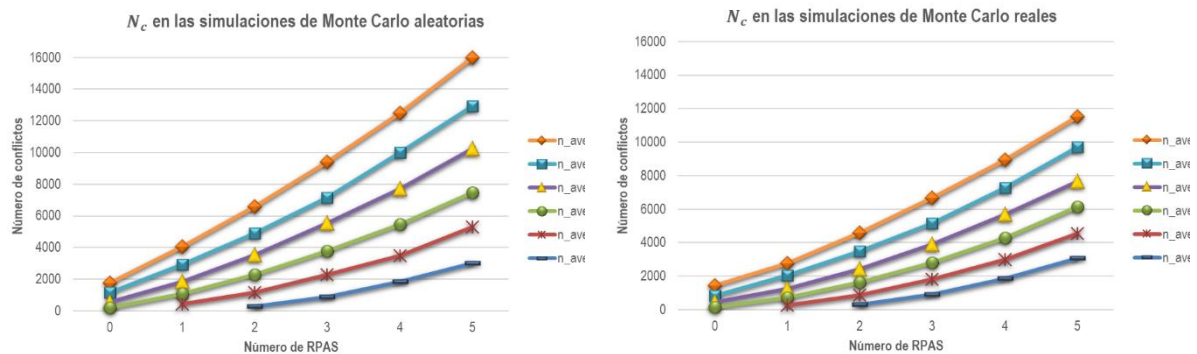 N_c en las simulaciones de Monte Carlo aleatorias
16000
14000
12000
10000
8000
6000
4000
2000
0
Número de conflictos
0 1 2 3 4 5
Número de RPAS
n_ave
n_ave
n_ave
n_ave
n_ave
n_ave
N_c en las simulaciones de Monte Carlo reales
16000
14000
12000
10000
8000
6000
4000
2000
0
Número de conflictos
0 1 2 3 4 5
Número de RPAS
n_ave
n_ave
n_ave
n_ave
n_ave
n_ave